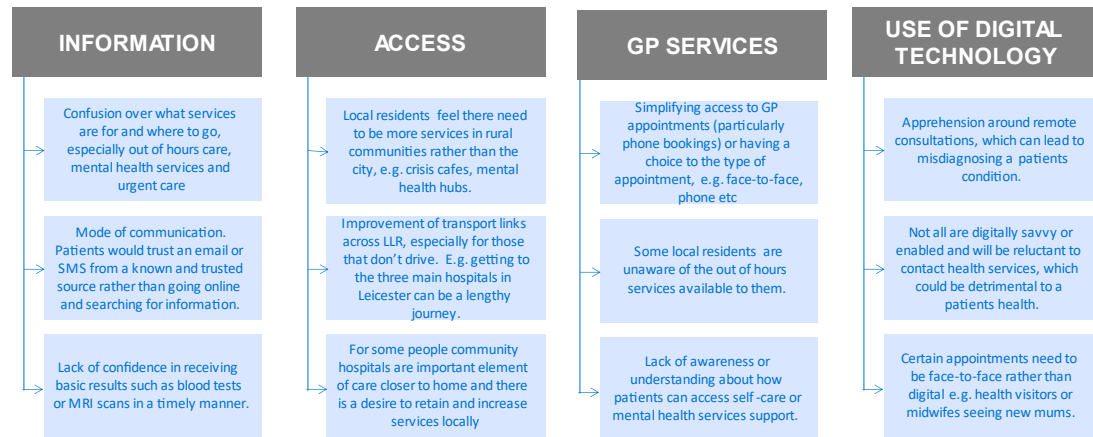 INFORMATION
Confusion over what services
are for and where to go,
especially out of hours care,
mental health services and
urgent care
Mode of communication.
Patients would trust an email or
SMS from a known and trusted
source rather than going online
and searching for information.
Lack of confidence in receiving
basic results such as blood tests
or MRI scans in a timely manner.
ACCESS
Local residents feel there need
to be more services in rural
communities rather than the
city, e.g. crisis cafes, mental
health hubs.
Improvement of transport links
across LLR, especially for those
that don't drive. E.g. getting to
the three main hospitals in
Leicester can be a lengthy
journey.
For some people community
hospitals are important element
of care closer to home and there
is a desire to retain and increase
services locally
GP SERVICES
Simplifying access to GP
appointments (particularly
phone bookings) or having a
choice to the type of
appointment, e.g. face-to-face,
phone etc
Some local residents are
unaware of the out of hours
services available to them.
Lack of awareness or
understanding about how
patients can access self -care or
mental health services support.
USE OF DIGITAL
TECHNOLOGY
Apprehension around remote
consultations, which can lead to
misdiagnosing a patients
condition.
Not all are digitally savvy or
enabled and will be reluctant to
contact health services, which
could be detrimental to a
patients health.
Certain appointments need to
be face-to-face rather than
digital e.g. health visitors or
midwifes seeing new mums.